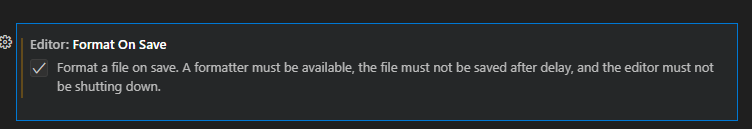 Editor: Format On Save
Format a file on save. A formatter must be available, the file must not be saved after delay, and the editor must not
be shutting down.